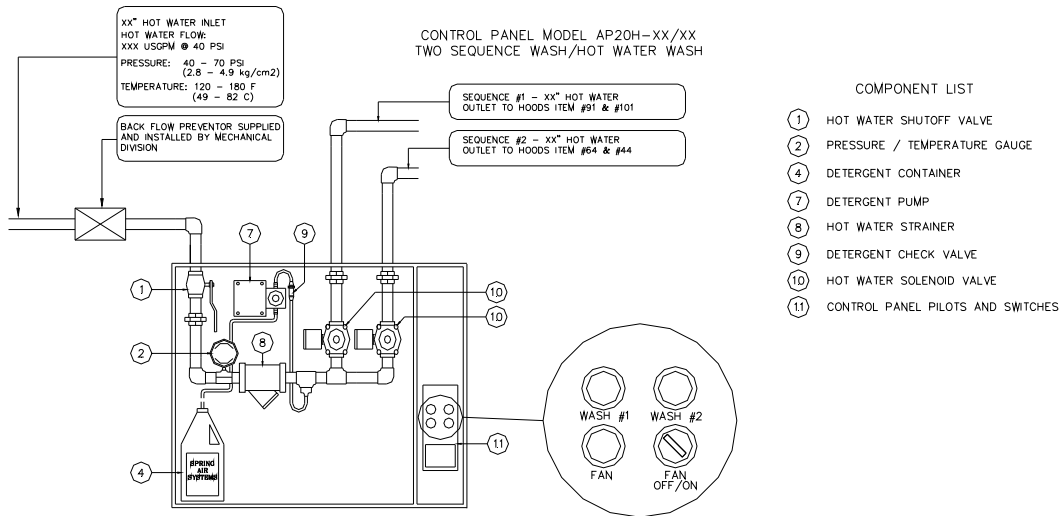 XX" HOT WATER INLET
HOT WATER FLOW:
XXX USGPM @ 40 PSI
PRESSURE: 40 - 70 PSI
(2.8 - 4.9 kg/cm2)
TEMPERATURE: 120 - 180 F
(49 - 82 C)
BACK FLOW PREVENTOR SUPPLIED
AND INSTALLED BY MECHANICAL
DIVISION
CONTROL PANEL MODEL AP20H-XX/XX
TWO SEQUENCE WASH/HOT WATER WASH
SEQUENCE #1 - XX" HOT WATER
OUTLET TO HOODS ITEM #91 & #101
SEQUENCE #2 - XX" HOT WATER
OUTLET TO HOODS ITEM #64 & #44
COMPONENT LIST
1 HOT WATER SHUTOFF VALVE
2 PRESSURE / TEMPERATURE GAUGE
4 DETERGENT CONTAINER
7 DETERGENT PUMP
8 HOT WATER STRAINER
9 DETERGENT CHECK VALVE
10 HOT WATER SOLENOID VALVE
11 CONTROL PANEL PILOTS AND SWITCHES
7
9
1
10
10
2
8
11
4
SPRING
AIR
SYSTEMS
WASH #1
WASH #2
FAN
FAN
OFF/ON